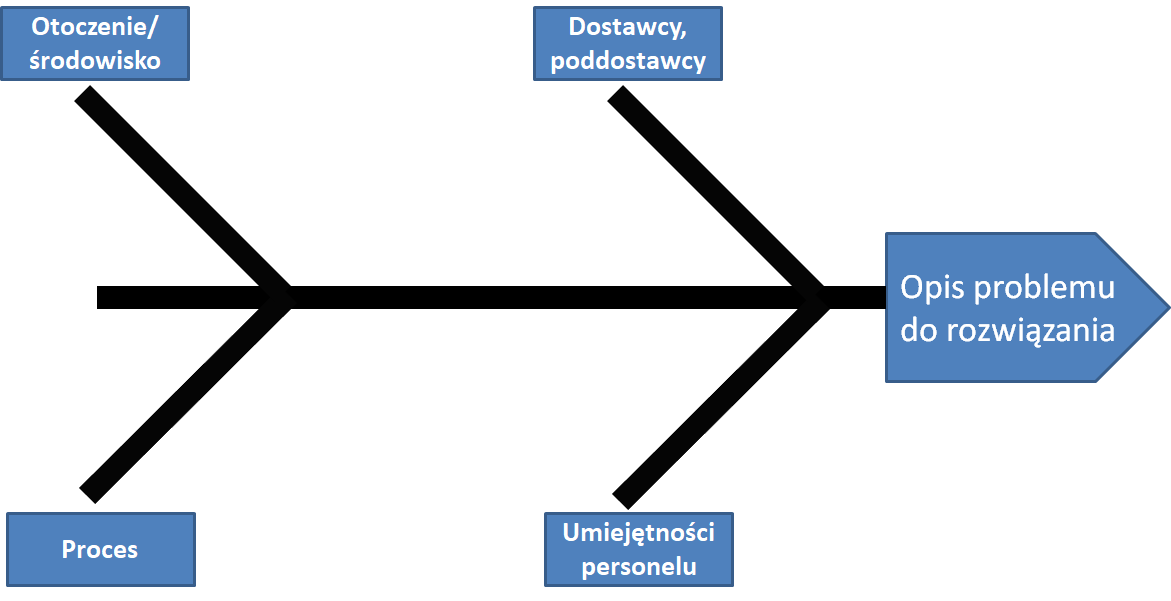 Otoczenie/
środowisko
Dostawcy,
poddostawcy
Opis problemu
do rozwiązania
Proces
Umiejętności
personelu